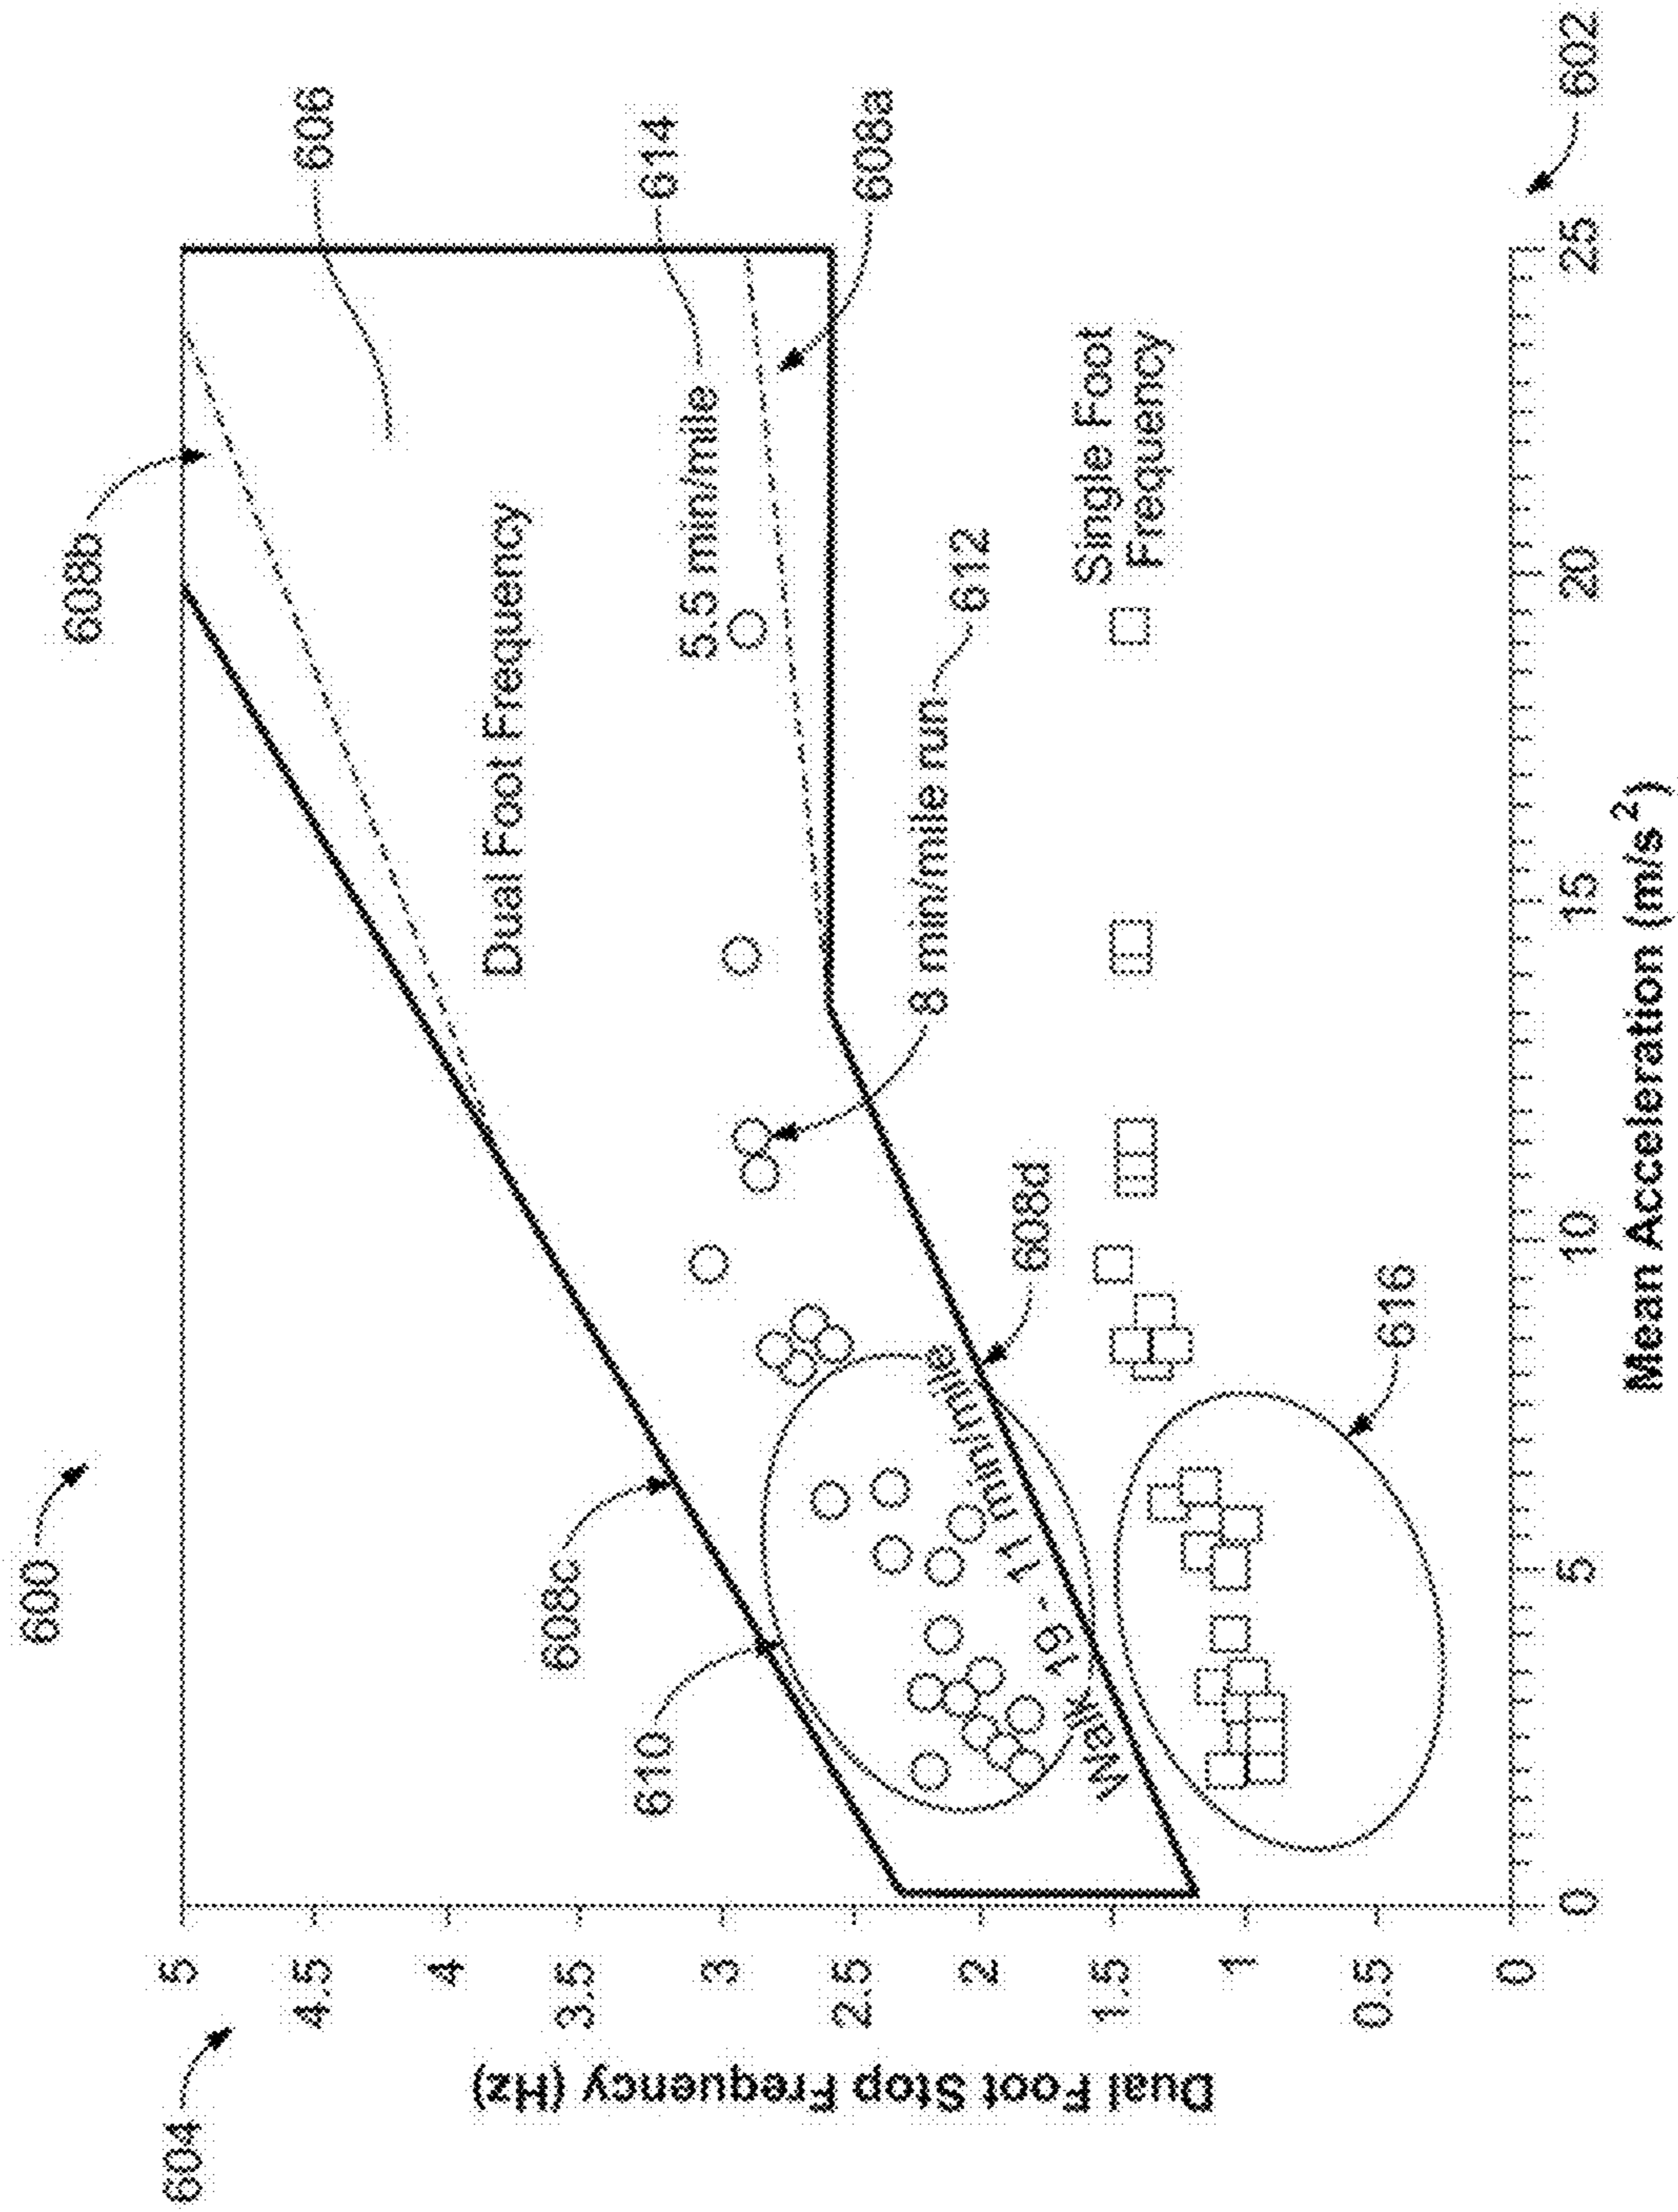 600
604
Dual Foot Stop Frequency (Hz)
5
4.5
4
3.5
3
2.5
2
1.5
1
0.5
0
608b
606
614
608a
Dual Foot Frequency
5.5 min/mile
608c
610
8 min/mile run
612
608d
Walk 19 - 11 min/mile
Single Foot
Frequency
616
0
5
10
15
20
25
602
Mean Acceleration (m/s²)